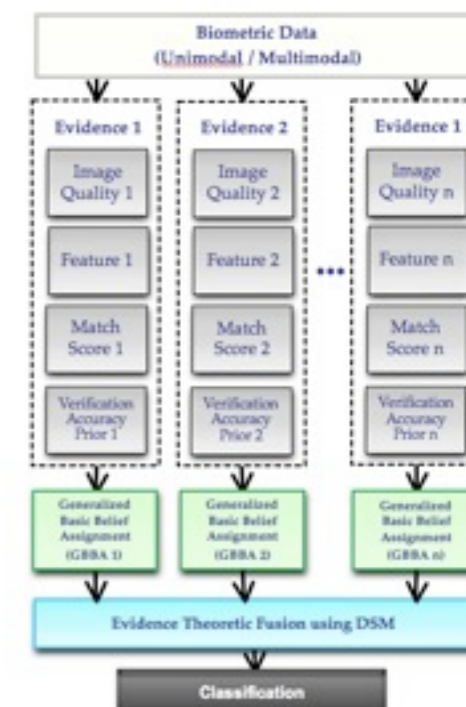 Biometric Data
(Unimodal / Multimodal)
Evidence 1
Evidence 2
Evidence 1
Image
Quality 1
Image
Quality 2
Image
Quality n
Feature 1
Feature 2
•••
Feature n
Match
Score 1
Match
Score 2
Match
Score n
Verification
Accuracy
Prior 1
Verification
Accuracy
Prior 2
Verification
Accuracy
Prior n
Generalized
Basic Belief
Assignment
(GBBA 1)
Generalized
Basic Belief
Assignment
(GBBA 2)
Generalized
Basic Belief
Assignment
(GBBA n)
Evidence Theoretic Fusion using DSM
Classification